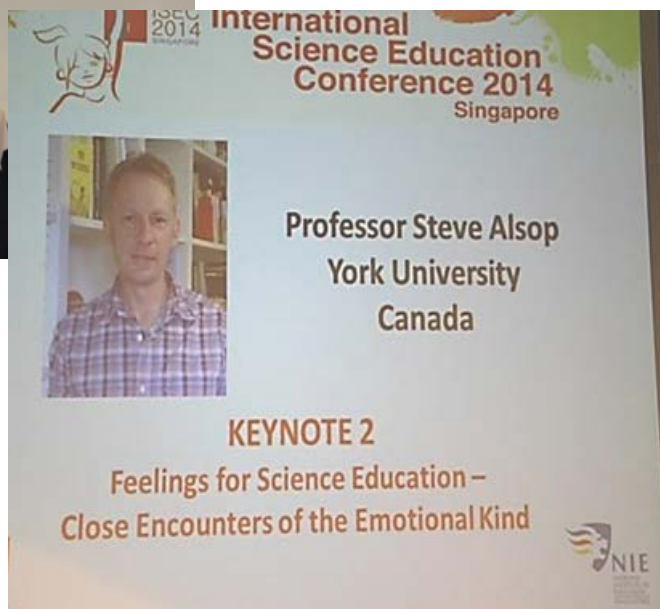 ISEC
2014
SINGAPORE
International
Science Education
Conference 2014
Singapore
Professor Steve Alsop
York University
Canada
KEYNOTE 2
Feelings for Science Education –
Close Encounters of the Emotional Kind
NIE